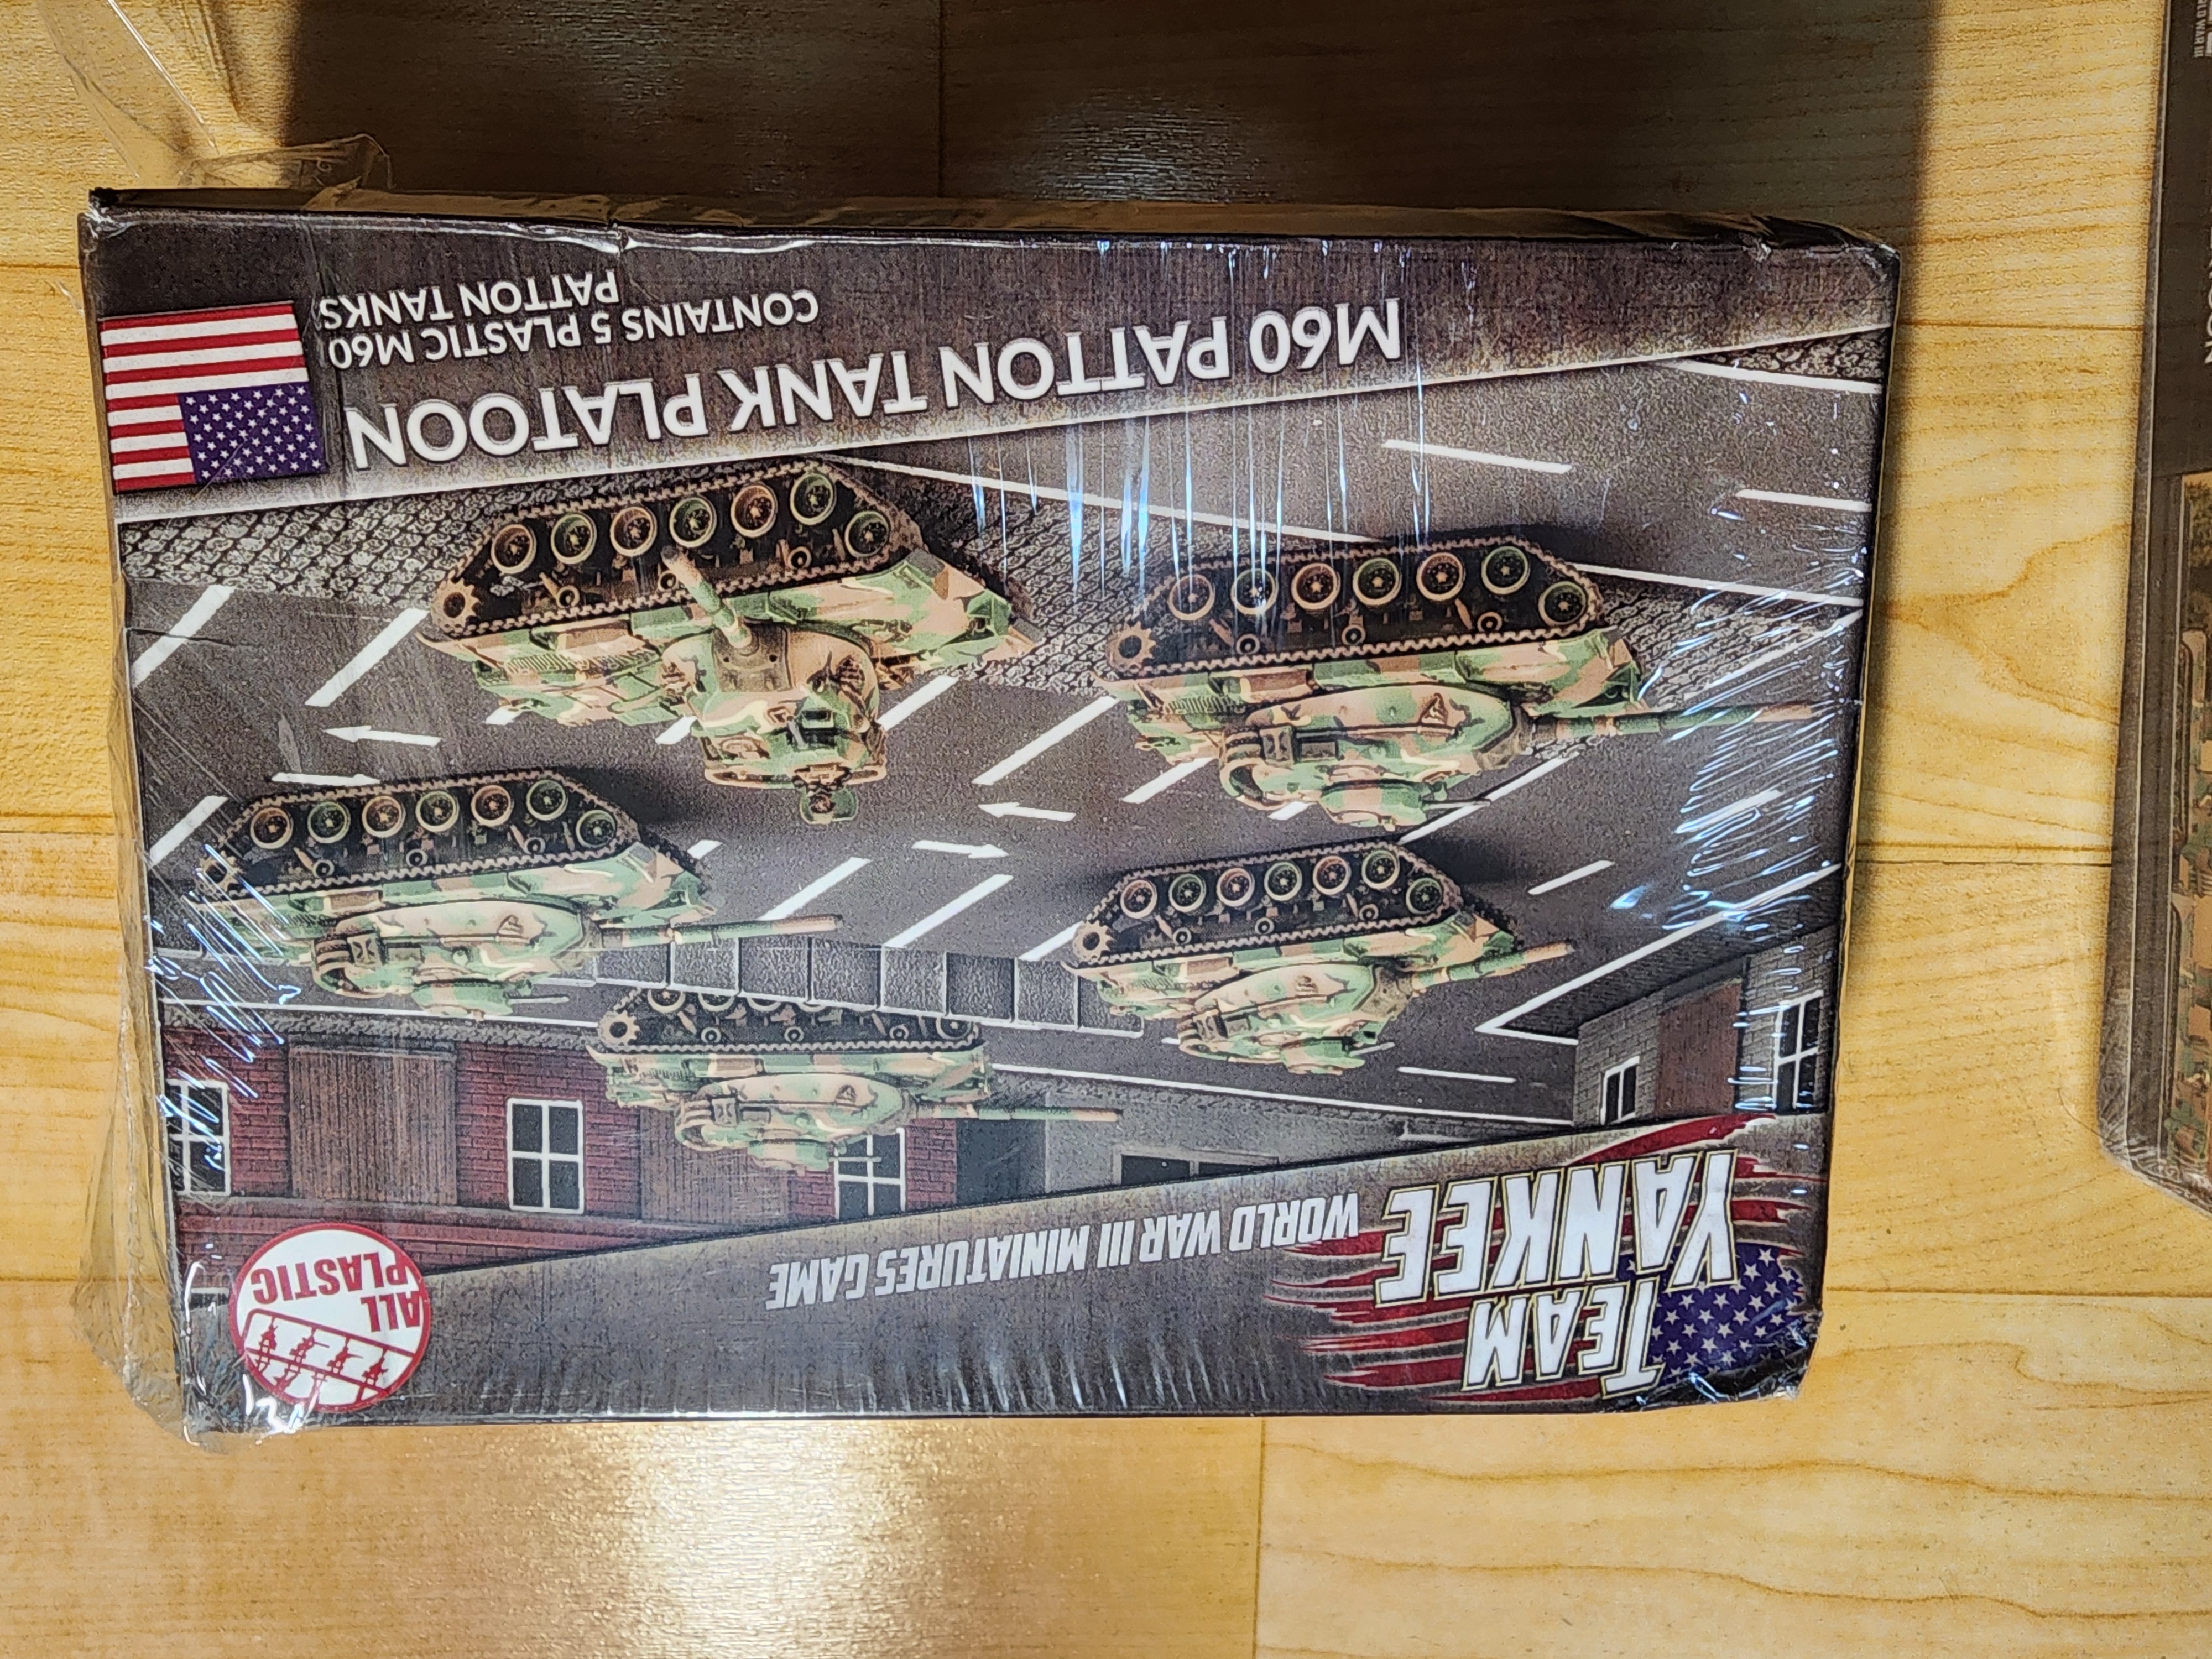 TEAM
YANKEE
WORLD WAR III MINIATURES GAME
ALL
PLASTIC
M60 PATTON TANK PLATOON
CONTAINS 5 PLASTIC M60
PATTON TANKS